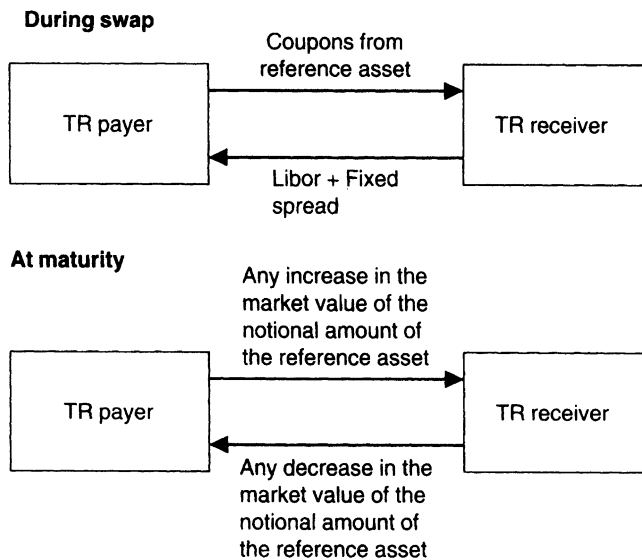 During swap
Coupons from
reference asset
TR payer
TR receiver
Libor + Fixed
spread
At maturity
Any increase in the
market value of the
notional amount of
the reference asset
TR payer
TR receiver
Any decrease in the
market value of the
notional amount of
the reference asset